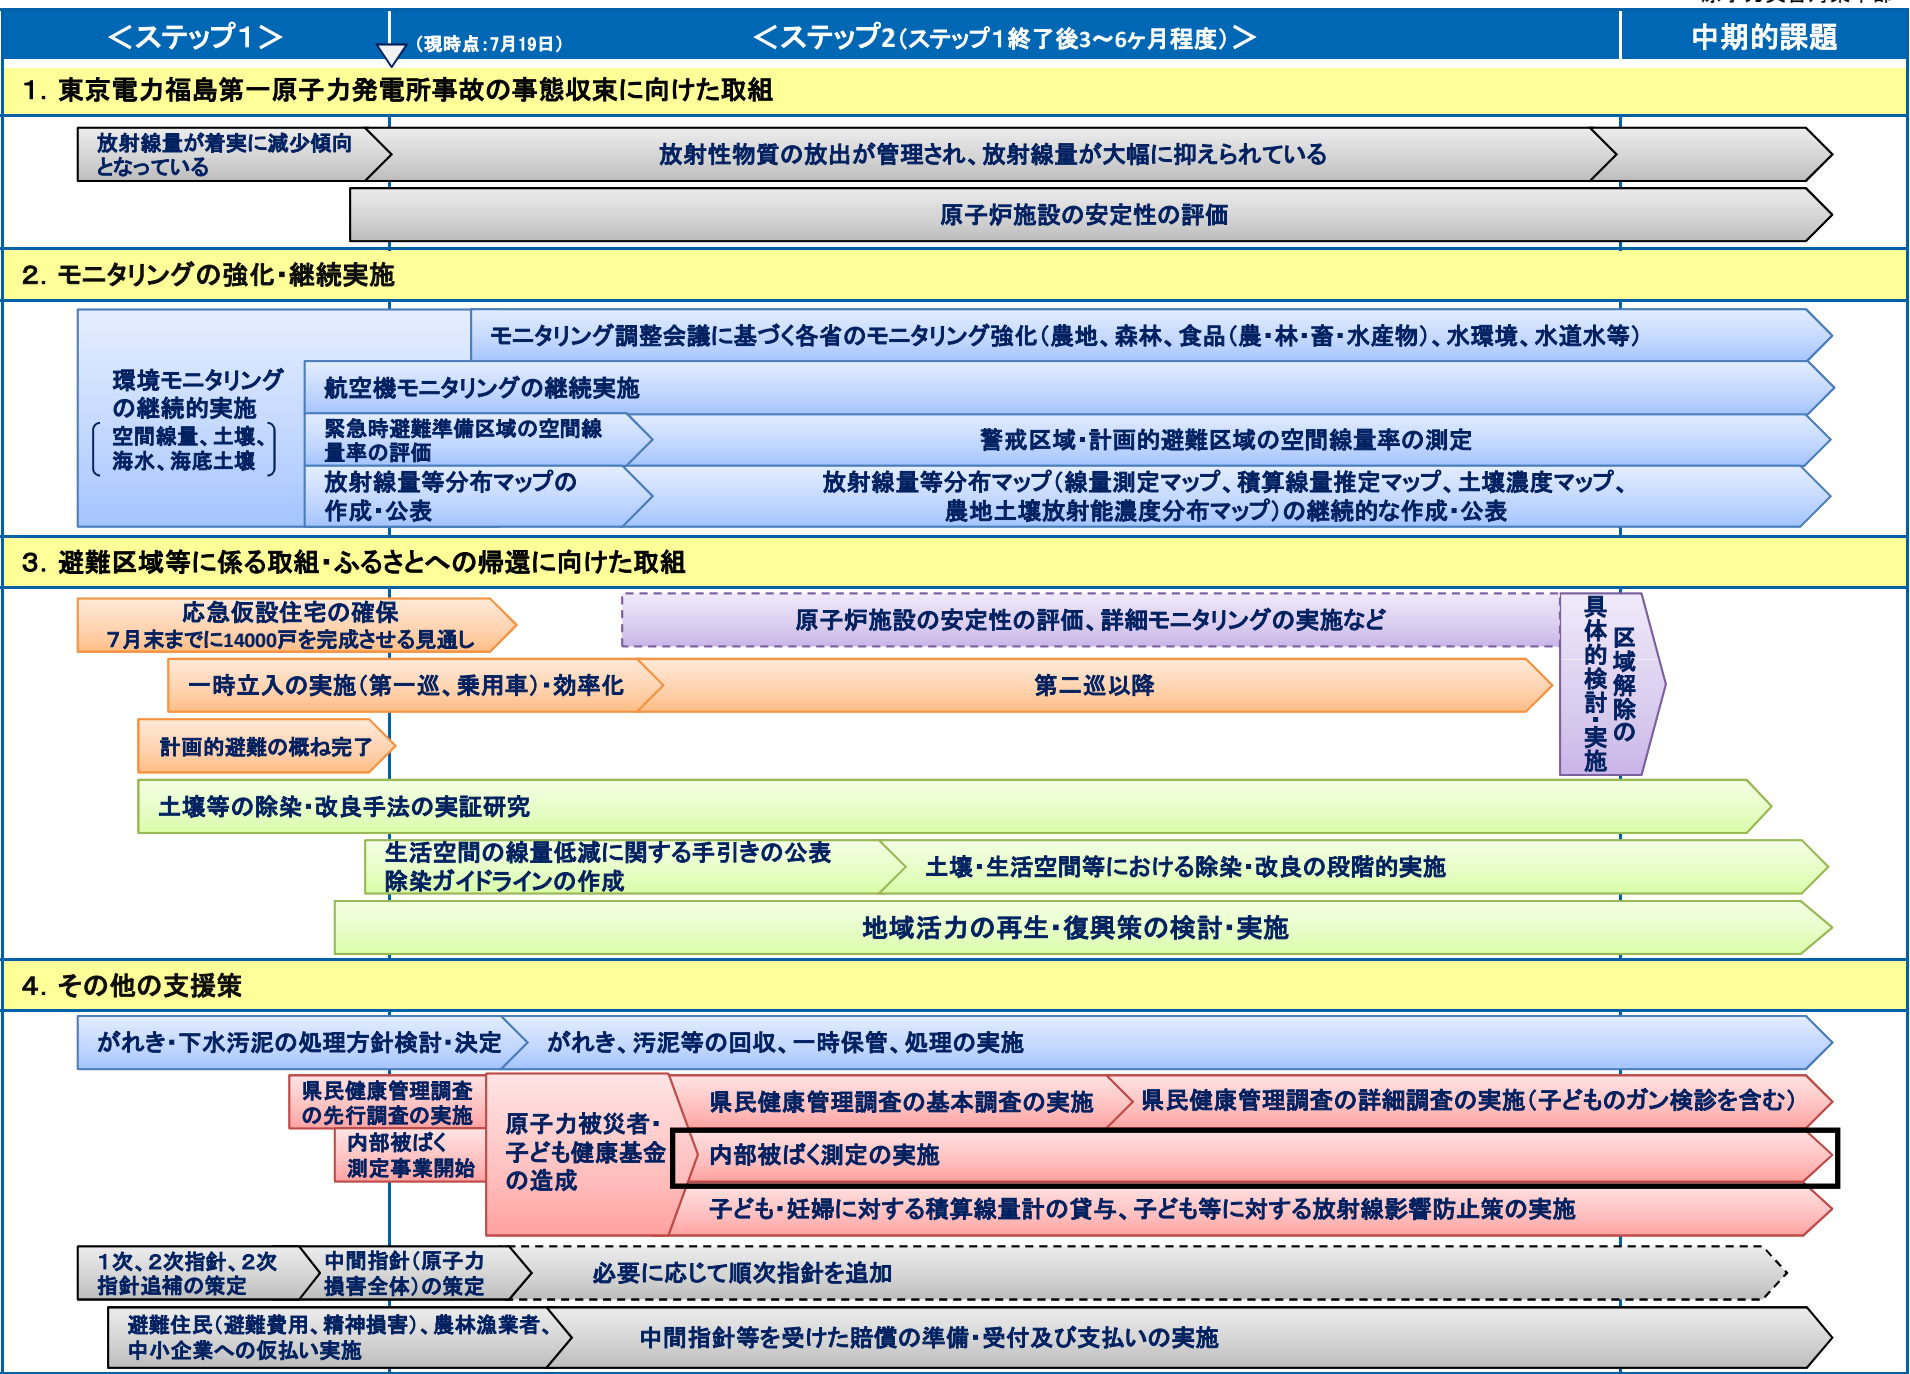 ＜ステップ１＞
（現時点：7月19日）
＜ステップ2（ステップ１終了後3～6ヶ月程度）＞
中期的課題
１．東京電力福島第一原子力発電所事故の事態収束に向けた取組
放射線量が着実に減少傾向
となっている
放射性物質の放出が管理され、放射線量が大幅に抑えられている
原子炉施設の安定性の評価
２．モニタリングの強化・継続実施
環境モニタリング
の継続的実施
空間線量、土壌、
海水、海底土壌
モニタリング調整会議に基づく各省のモニタリング強化（農地、森林、食品（農・林・畜・水産物）、水環境、水道水等）
航空機モニタリングの継続実施
緊急時避難準備区域の空間線
量率の評価
警戒区域・計画的避難区域の空間線量率の測定
放射線量等分布マップの
作成・公表
放射線量等分布マップ（線量測定マップ、積算線量推定マップ、土壌濃度マップ、
農地土壌放射能濃度分布マップ）の継続的な作成・公表
３．避難区域等に係る取組・ふるさとへの帰還に向けた取組
応急仮設住宅の確保
７月末までに14000戸を完成させる見通し
原子炉施設の安定性の評価、詳細モニタリングの実施など
区域解除の
具体的検討・実施
一時立入の実施（第一巡、乗用車）・効率化
第二巡以降
計画的避難の概ね完了
土壌等の除染・改良手法の実証研究
生活空間の線量低減に関する手引きの公表
除染ガイドラインの作成
土壌・生活空間等における除染・改良の段階的実施
地域活力の再生・復興策の検討・実施
４．その他の支援策
がれき・下水汚泥の処理方針検討・決定
がれき、汚泥等の回収、一時保管、処理の実施
県民健康管理調査
の先行調査の実施
内部被ばく
測定事業開始
原子力被災者・
子ども健康基金
の造成
県民健康管理調査の基本調査の実施
県民健康管理調査の詳細調査の実施（子どものガン検診を含む）
内部被ばく測定の実施
子ども・妊婦に対する積算線量計の貸与、子ども等に対する放射線影響防止策の実施
１次、２次指針、２次
指針追補の策定
中間指針（原子力
損害全体）の策定
必要に応じて順次指針を追加
避難住民（避難費用、精神損害）、農林漁業者、
中小企業への仮払い実施
中間指針等を受けた賠償の準備・受付及び支払いの実施